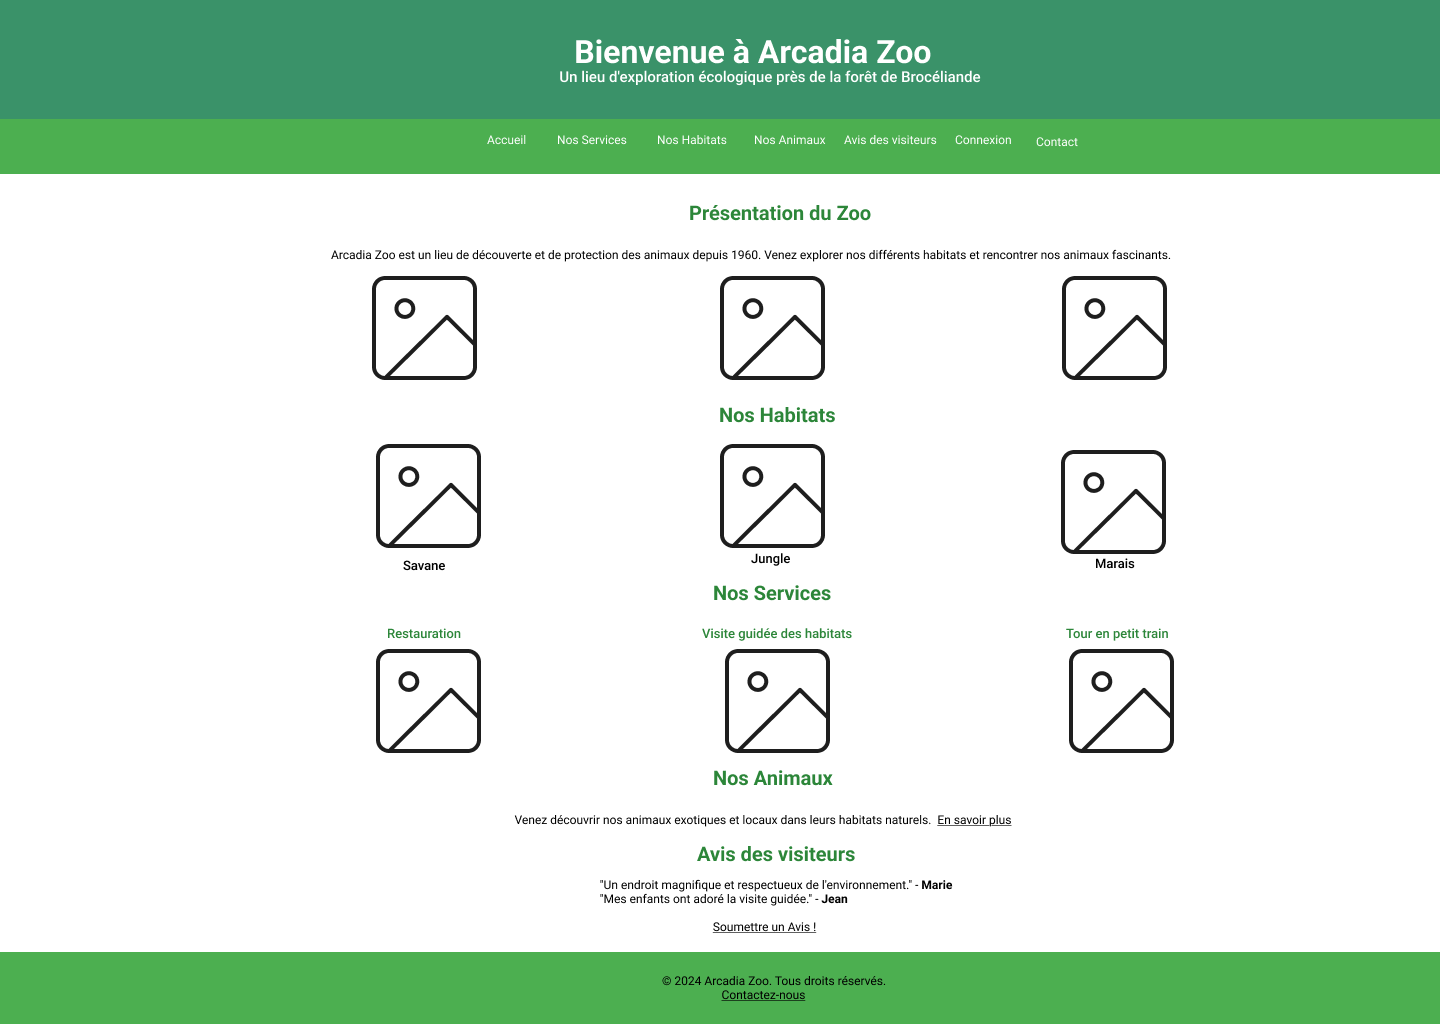 Bienvenue à Arcadia Zoo
Un lieu d'exploration écologique près de la forêt de Brocéliande
Accueil Nos Services Nos Habitats Nos Animaux Avis des visiteurs Connexion Contact
Présentation du Zoo
Arcadia Zoo est un lieu de découverte et de protection des animaux depuis 1960. Venez explorer nos différents habitats et rencontrer nos animaux fascinants.
Nos Habitats
Savane Jungle Marais
Nos Services
Restauration Visite guidée des habitats Tour en petit train
Nos Animaux
Venez découvrir nos animaux exotiques et locaux dans leurs habitats naturels. En savoir plus
Avis des visiteurs
"Un endroit magnifique et respectueux de l'environnement." - Marie
"Mes enfants ont adoré la visite guidée." - Jean
Soumettre un Avis !
© 2024 Arcadia Zoo. Tous droits réservés.
Contactez-nous